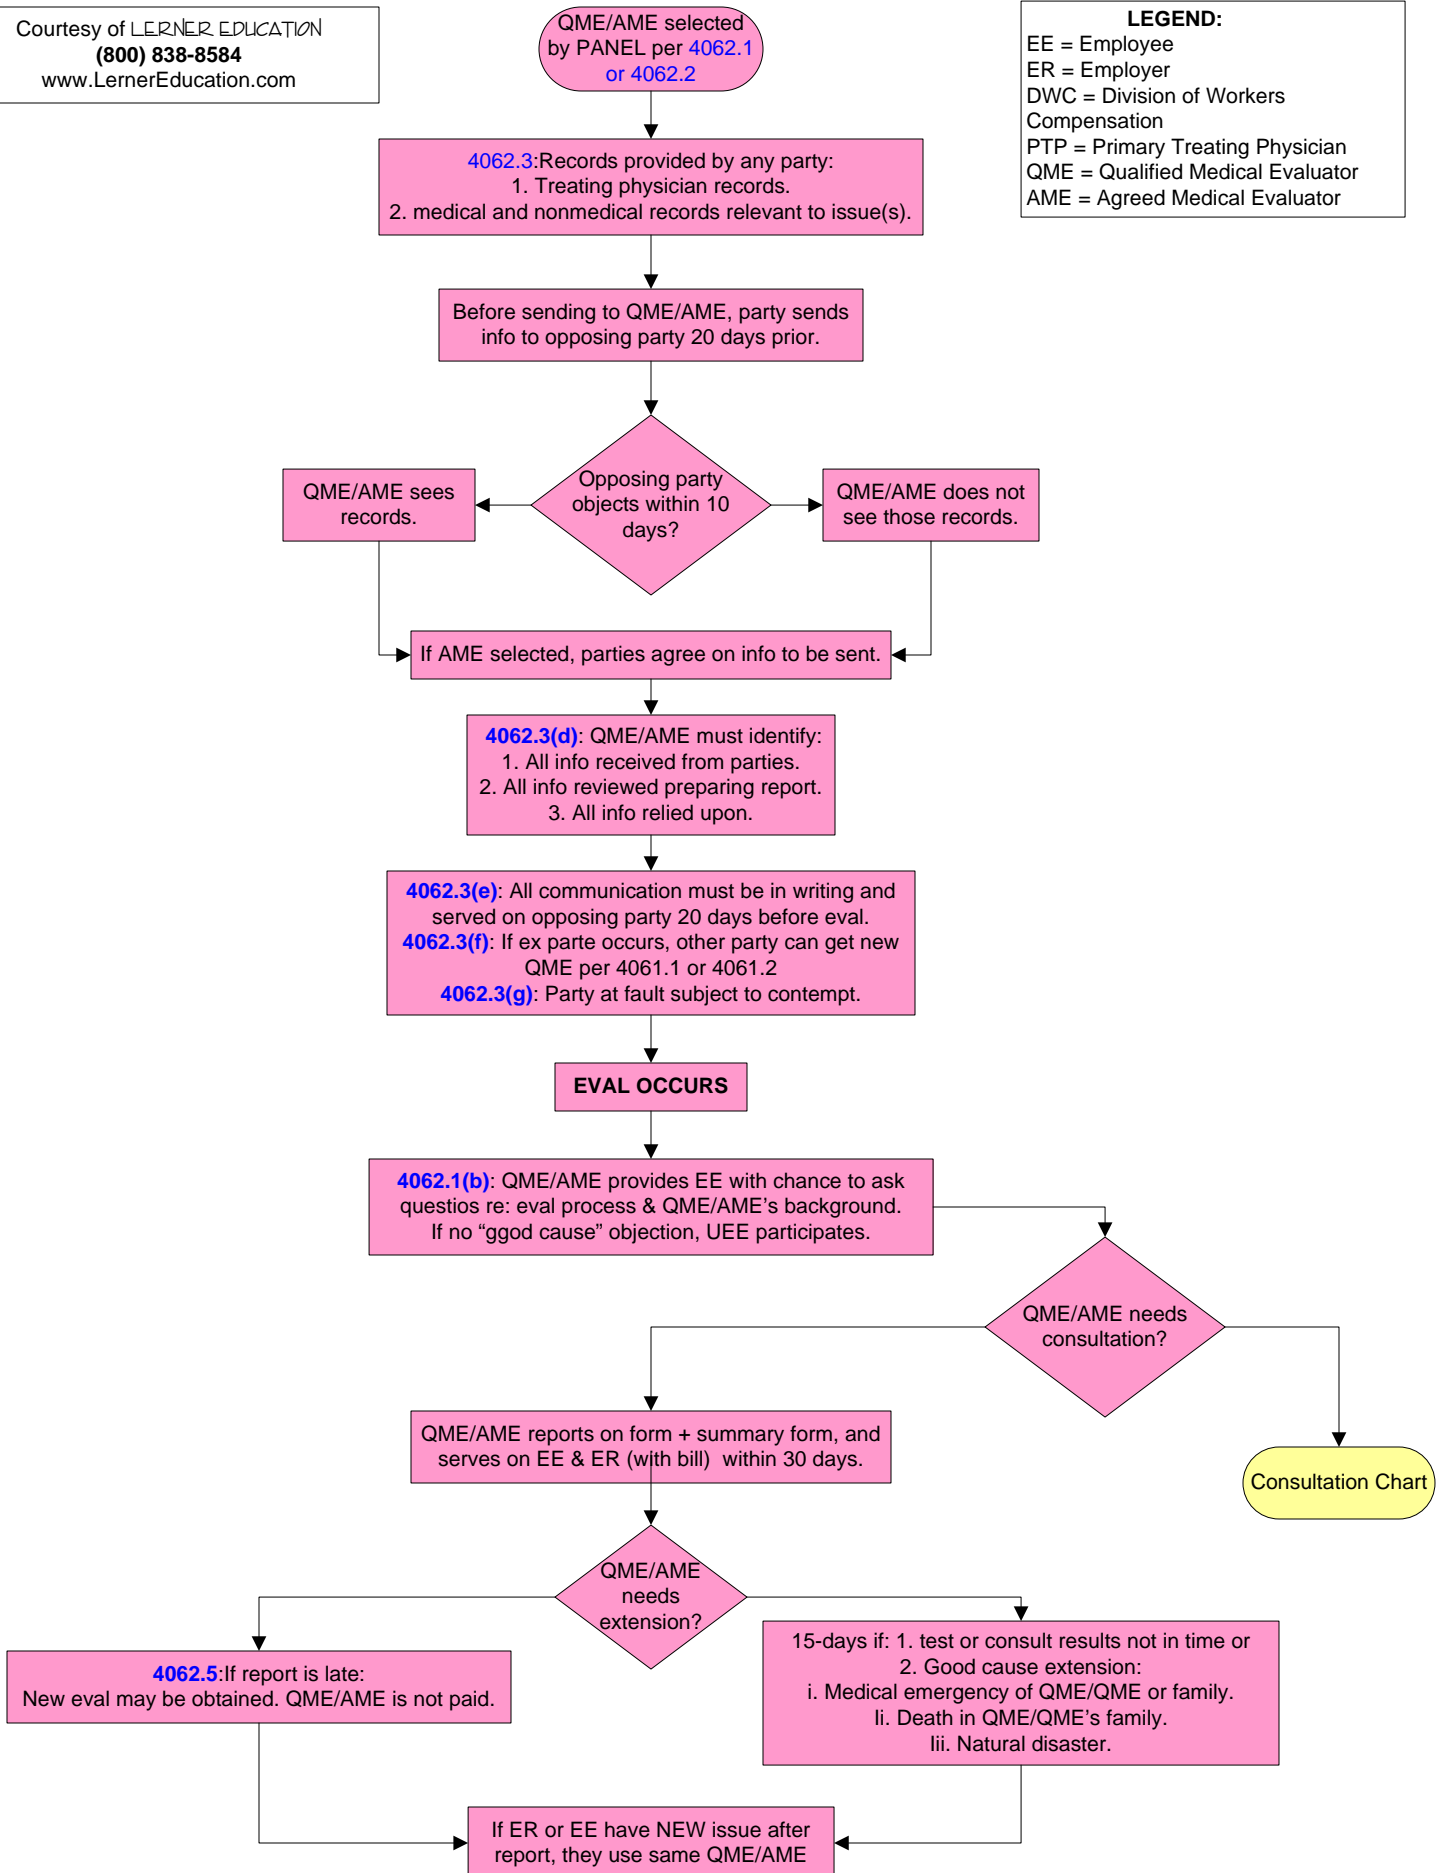 Courtesy of LERNER EDUCATION
(800) 838-8584
www.LernerEducation.com
QME/AME selected
by PANEL per 4062.1
or 4062.2
LEGEND:
EE = Employee
ER = Employer
DWC = Division of Workers
Compensation
PTP = Primary Treating Physician
QME = Qualified Medical Evaluator
AME = Agreed Medical Evaluator
4062.3:Records provided by any party:
1. Treating physician records.
2. medical and nonmedical records relevant to issue(s).
Before sending to QME/AME, party sends
info to opposing party 20 days prior.
Opposing party
objects within 10
days?
QME/AME sees
records.
QME/AME does not
see those records.
If AME selected, parties agree on info to be sent.
4062.3(d): QME/AME must identify:
1. All info received from parties.
2. All info reviewed preparing report.
3. All info relied upon.
4062.3(e): All communication must be in writing and
served on opposing party 20 days before eval.
4062.3(f): If ex parte occurs, other party can get new
QME per 4061.1 or 4061.2
4062.3(g): Party at fault subject to contempt.
EVAL OCCURS
4062.1(b): QME/AME provides EE with chance to ask
questios re: eval process & QME/AME's background.
If no “ggod cause” objection, UEE participates.
QME/AME needs
consultation?
QME/AME reports on form + summary form, and
serves on EE & ER (with bill)  within 30 days.
Consultation Chart
QME/AME
needs
extension?
4062.5:If report is late:
New eval may be obtained. QME/AME is not paid.
15-days if: 1. test or consult results not in time or
2. Good cause extension:
i. Medical emergency of QME/QME or family.
Ii. Death in QME/QME’s family.
Iii. Natural disaster.
If ER or EE have NEW issue after
report, they use same QME/AME